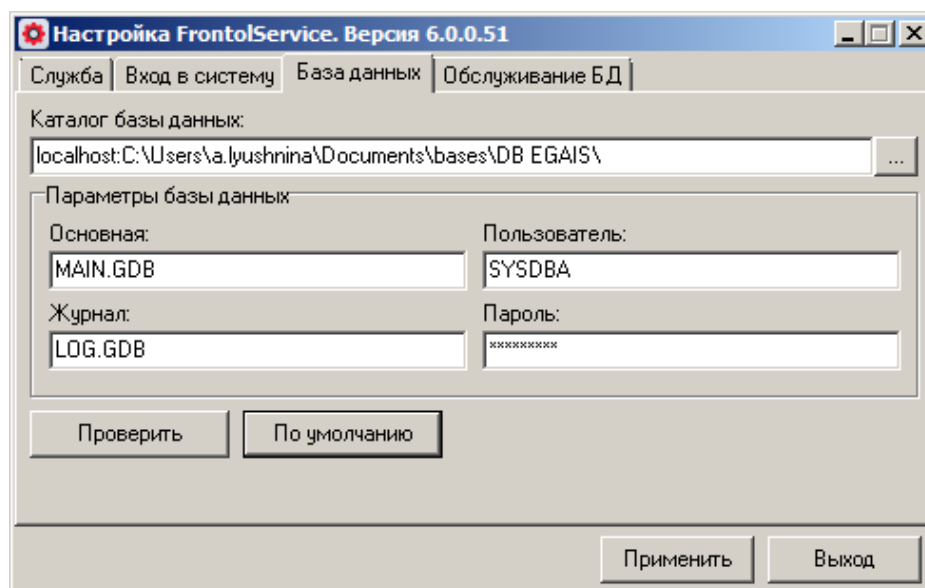 Настройка FrontolService. Версия 6.0.0.51
Служба Вход в систему База данных Обслуживание БД
Каталог базы данных:
localhost:C:\Users\a.lyushnina\Documents\bases\DB EGAIS\ ...
Параметры базы данных
Основная: Пользователь:
MAIN.GDB SYSDBA
Журнал: Пароль:
LOG.GDB *********
Проверить По умолчанию
Применить Выход